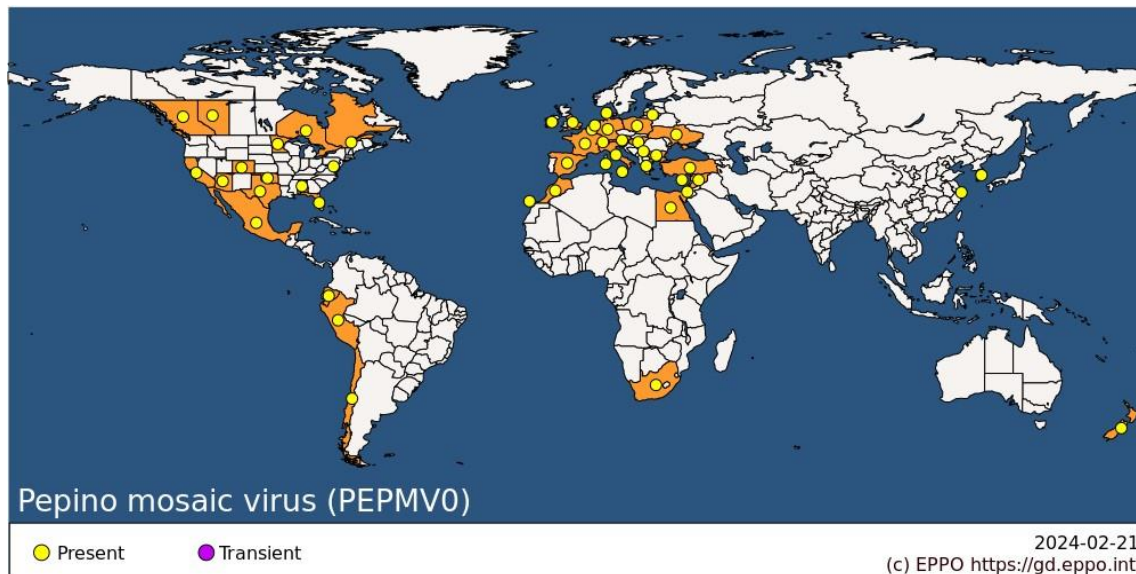 Pepino mosaic virus (PEPMV0)
Present
Transient
2024-02-21
(c) EPPO https://gd.eppo.int